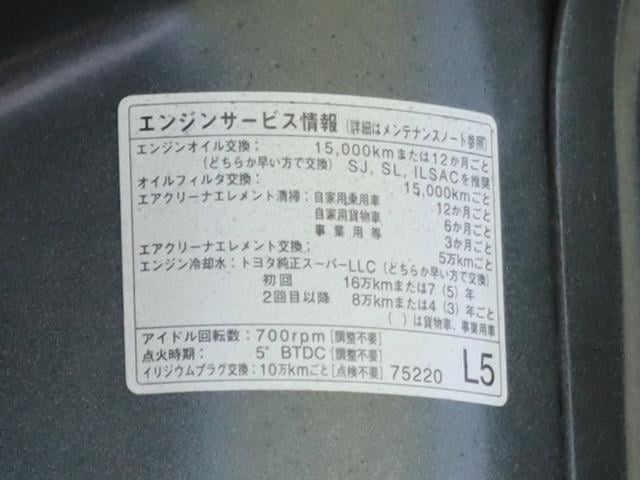 エンジンサービス情報 (詳細はメンテナンスノート参照)
エンジンオイル交換: 15,000kmまたは12か月ごと
(どちらか早い方で交換) SJ, SL, ILSACを推奨
オイルフィルタ交換: 15,000kmごと
エアクリーナエレメント清掃: 自家用乗用車 12か月ごと
自家用貨物車 6か月ごと
事業用等 3か月ごと
エアクリーナエレメント交換: 5万kmごと
エンジン冷却水: トヨタ純正スーパーLLC (どちらか早い方で交換)
初回 16万kmまたは7 (5) 年
2回目以降 8万kmまたは4 (3) 年ごと
( ) は貨物車、事業用車
アイドル回転数: 700rpm [調整不要]
点火時期: 5° BTDC [調整不要]
イリジウムプラグ交換: 10万kmごと [点検不要] 75220 L5